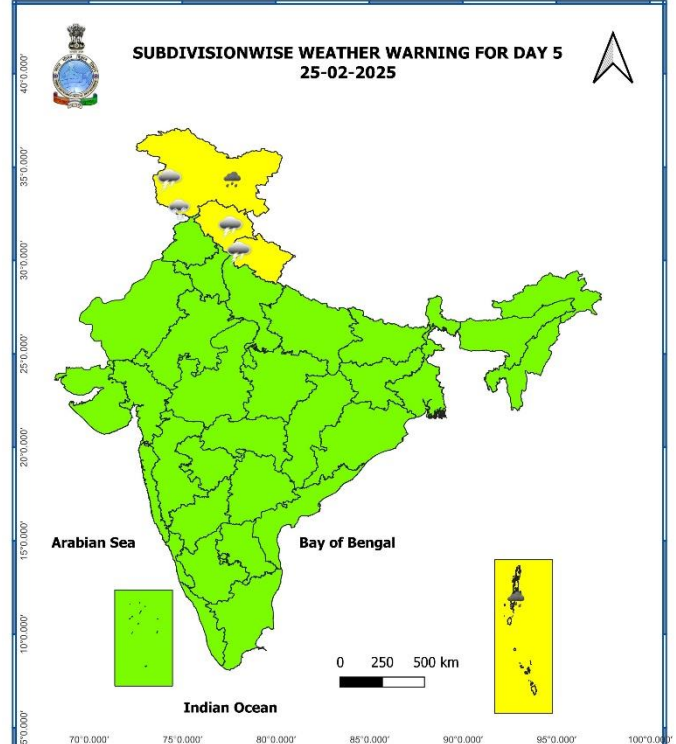 SUBDIVISIONWISE WEATHER WARNING FOR DAY 5
25-02-2025
40°0.000'
35°0.000'
30°0.000'
25°0.000'
20°0.000'
15°0.000'
10°0.000'
5°0.000'
Arabian Sea
Bay of Bengal
0 250 500 km
Indian Ocean
70°0.000' 75°0.000' 80°0.000' 85°0.000' 90°0.000' 95°0.000' 100°0.000'